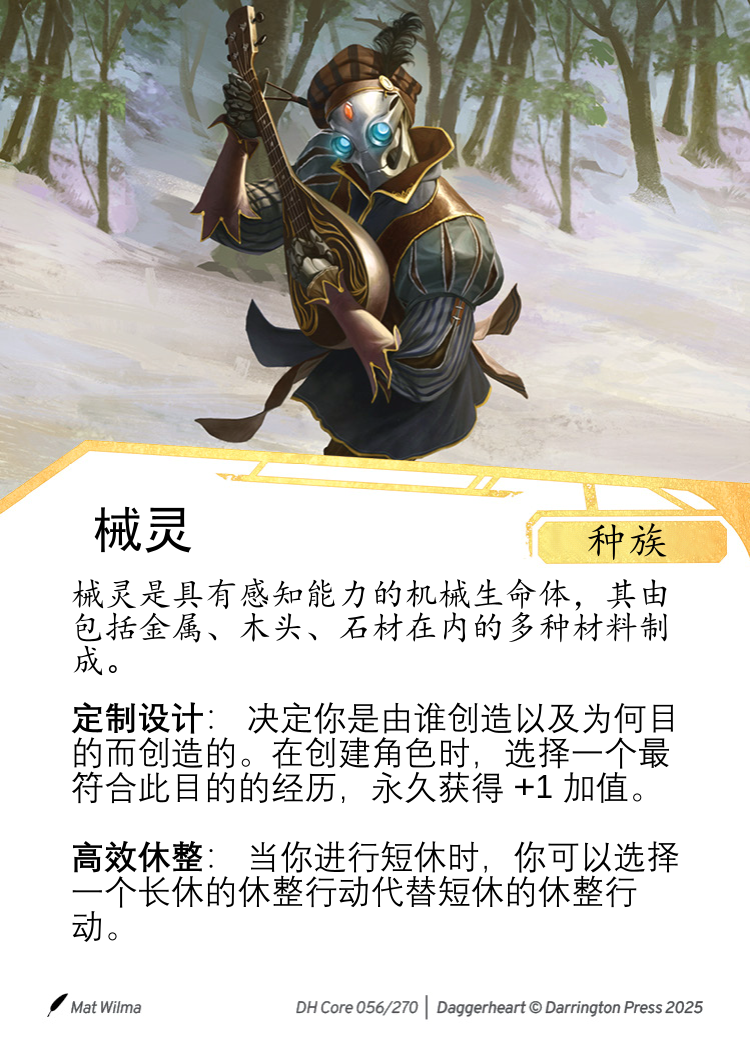 械灵
种族
械灵是具有感知能力的机械生命体，其由
包括金属、木头、石材在内的多种材料制
成。
定制设计： 决定你是由谁创造以及为何目
的而创造的。在创建角色时，选择一个最
符合此目的的经历，永久获得 +1 加值。
高效休整： 当你进行短休时，你可以选择
一个长休的休整行动代替短休的休整行
动。
Mat Wilma
DH Core 056/270 | Daggerheart © Darrington Press 2025